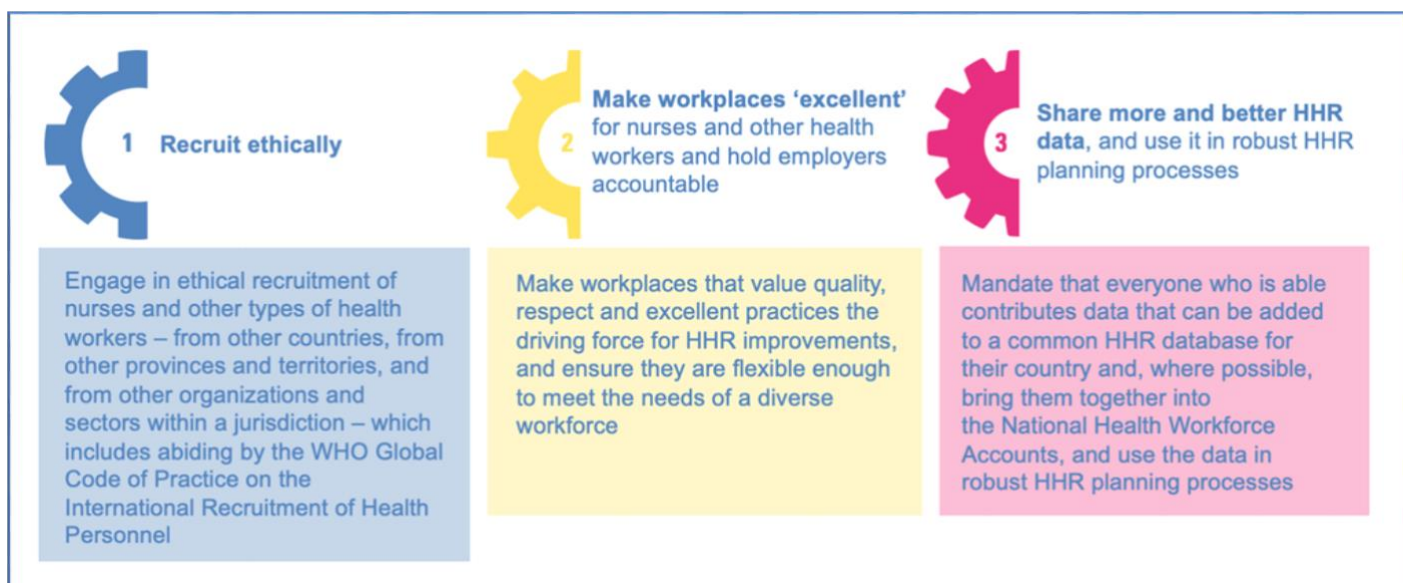 1
Recruit ethically
2
Make workplaces ‘excellent’
for nurses and other health
workers and hold employers
accountable
3
Share more and better HHR
data, and use it in robust HHR
planning processes
Engage in ethical recruitment of
nurses and other types of health
workers – from other countries, from
other provinces and territories, and
from other organizations and
sectors within a jurisdiction – which
includes abiding by the WHO Global
Code of Practice on the
International Recruitment of Health
Personnel
Make workplaces that value quality,
respect and excellent practices the
driving force for HHR improvements,
and ensure they are flexible enough
to meet the needs of a diverse
workforce
Mandate that everyone who is able
contributes data that can be added
to a common HHR database for
their country and, where possible,
bring them together into
the National Health Workforce
Accounts, and use the data in
robust HHR planning processes